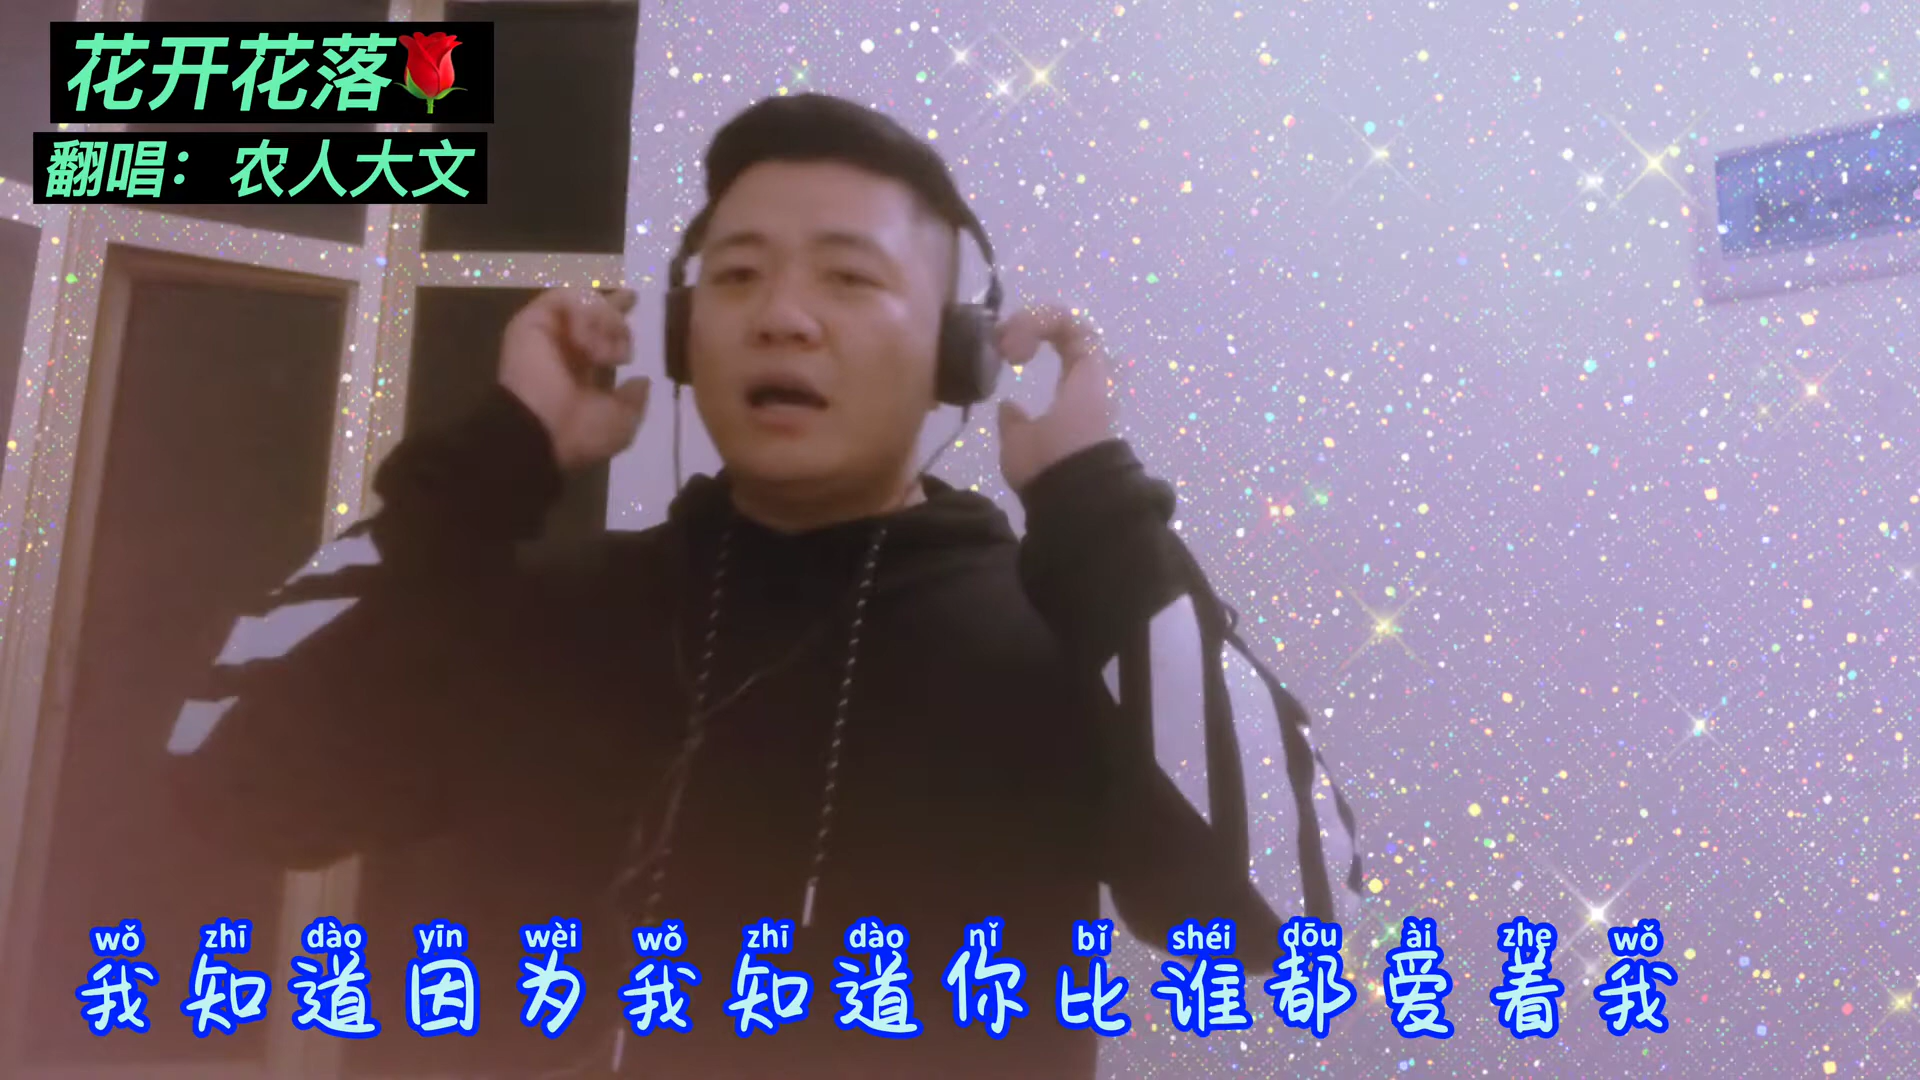 花开花落🌹
翻唱：农人大文
wǒ zhī dào yīn wèi wǒ zhī dào nǐ bǐ shéi dōu ài zhe wǒ
我知道因为我知道你比谁都爱着我